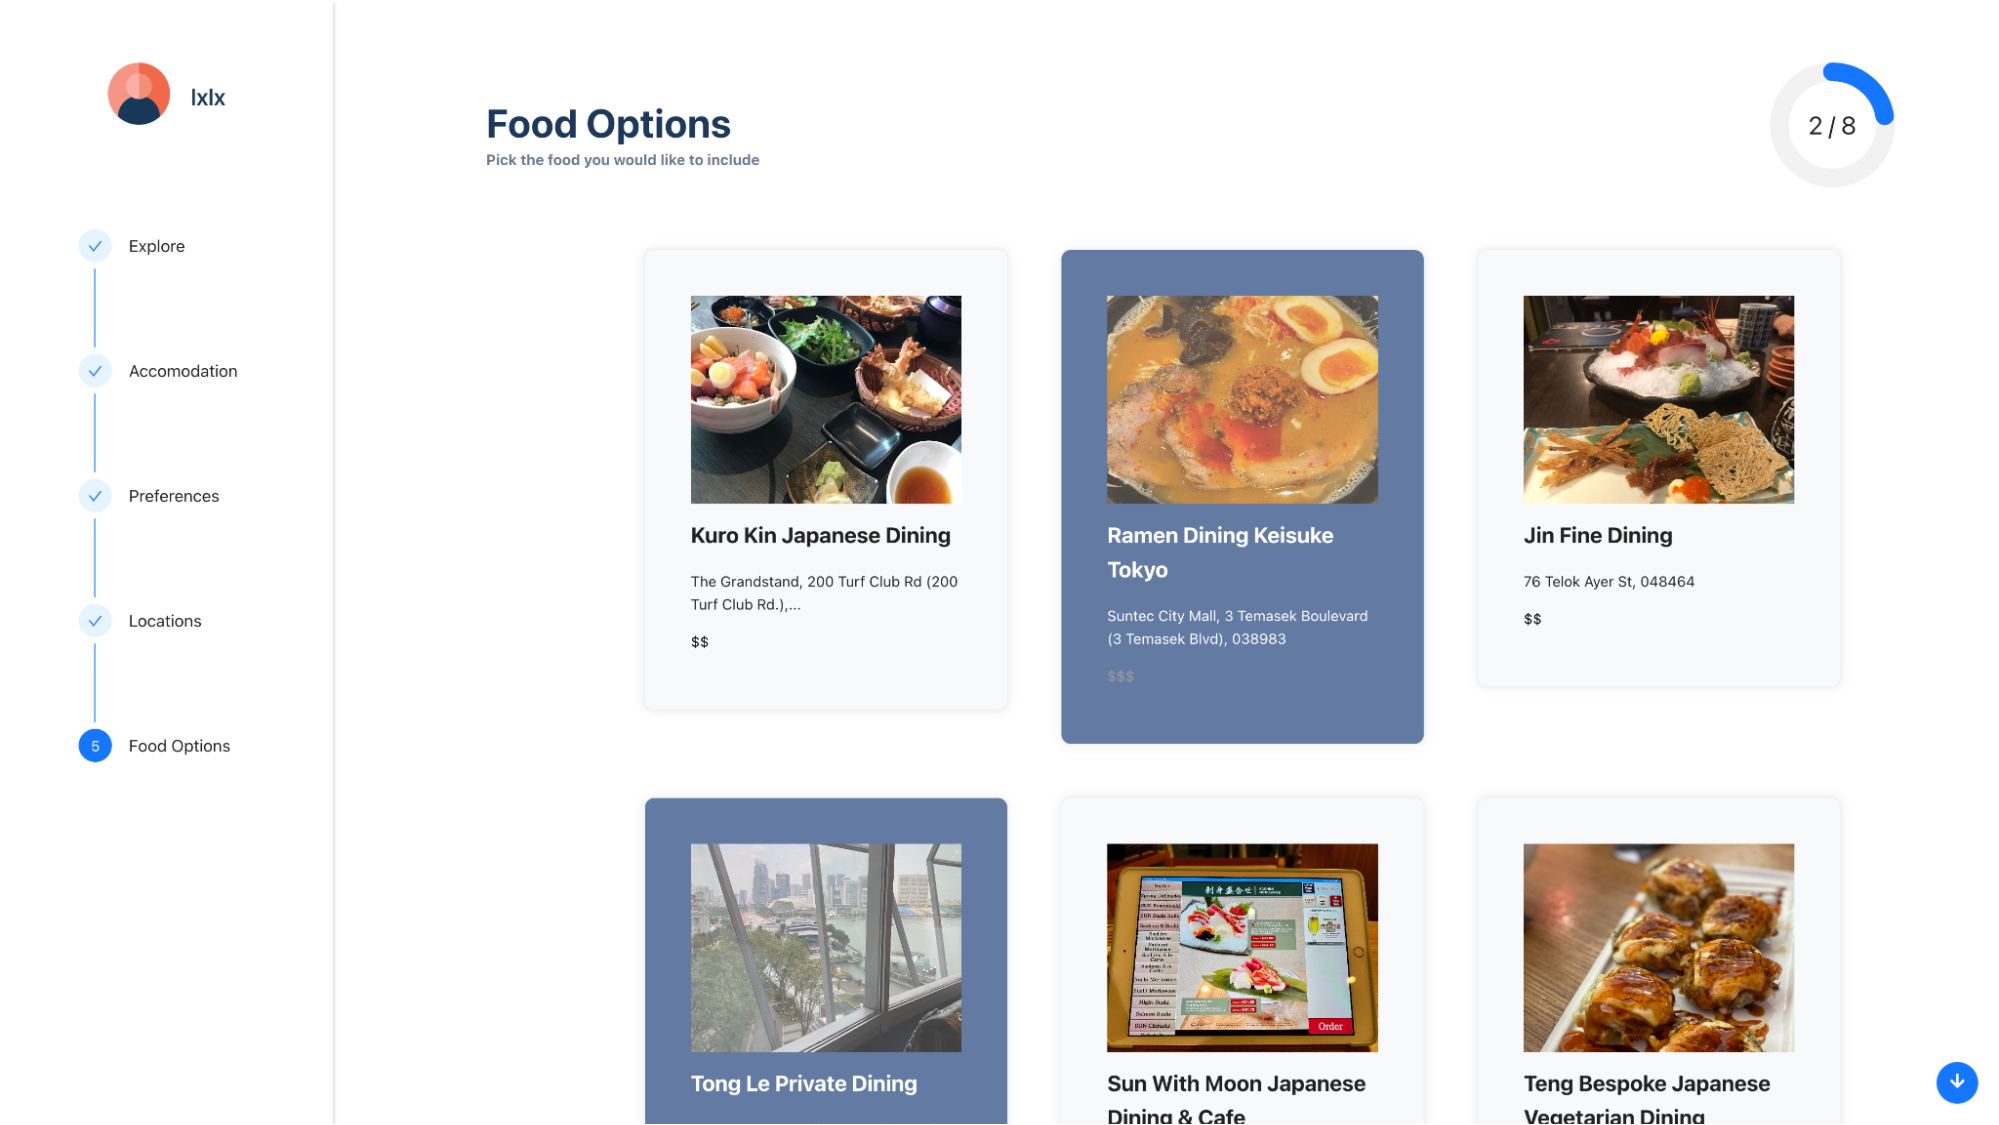 lxlx
Explore
Accomodation
Preferences
Locations
5
Food Options
Food Options
Pick the food you would like to include
2 / 8
Kuro Kin Japanese Dining
The Grandstand, 200 Turf Club Rd (200
Turf Club Rd.),...
$$
Ramen Dining Keisuke
Tokyo
Suntec City Mall, 3 Temasek Boulevard
(3 Temasek Blvd), 038983
$$$
Jin Fine Dining
76 Telok Ayer St, 048464
$$
Tong Le Private Dining
Order
Sun With Moon Japanese
Dining & Cafe
Teng Bespoke Japanese
Vegetarian Dining